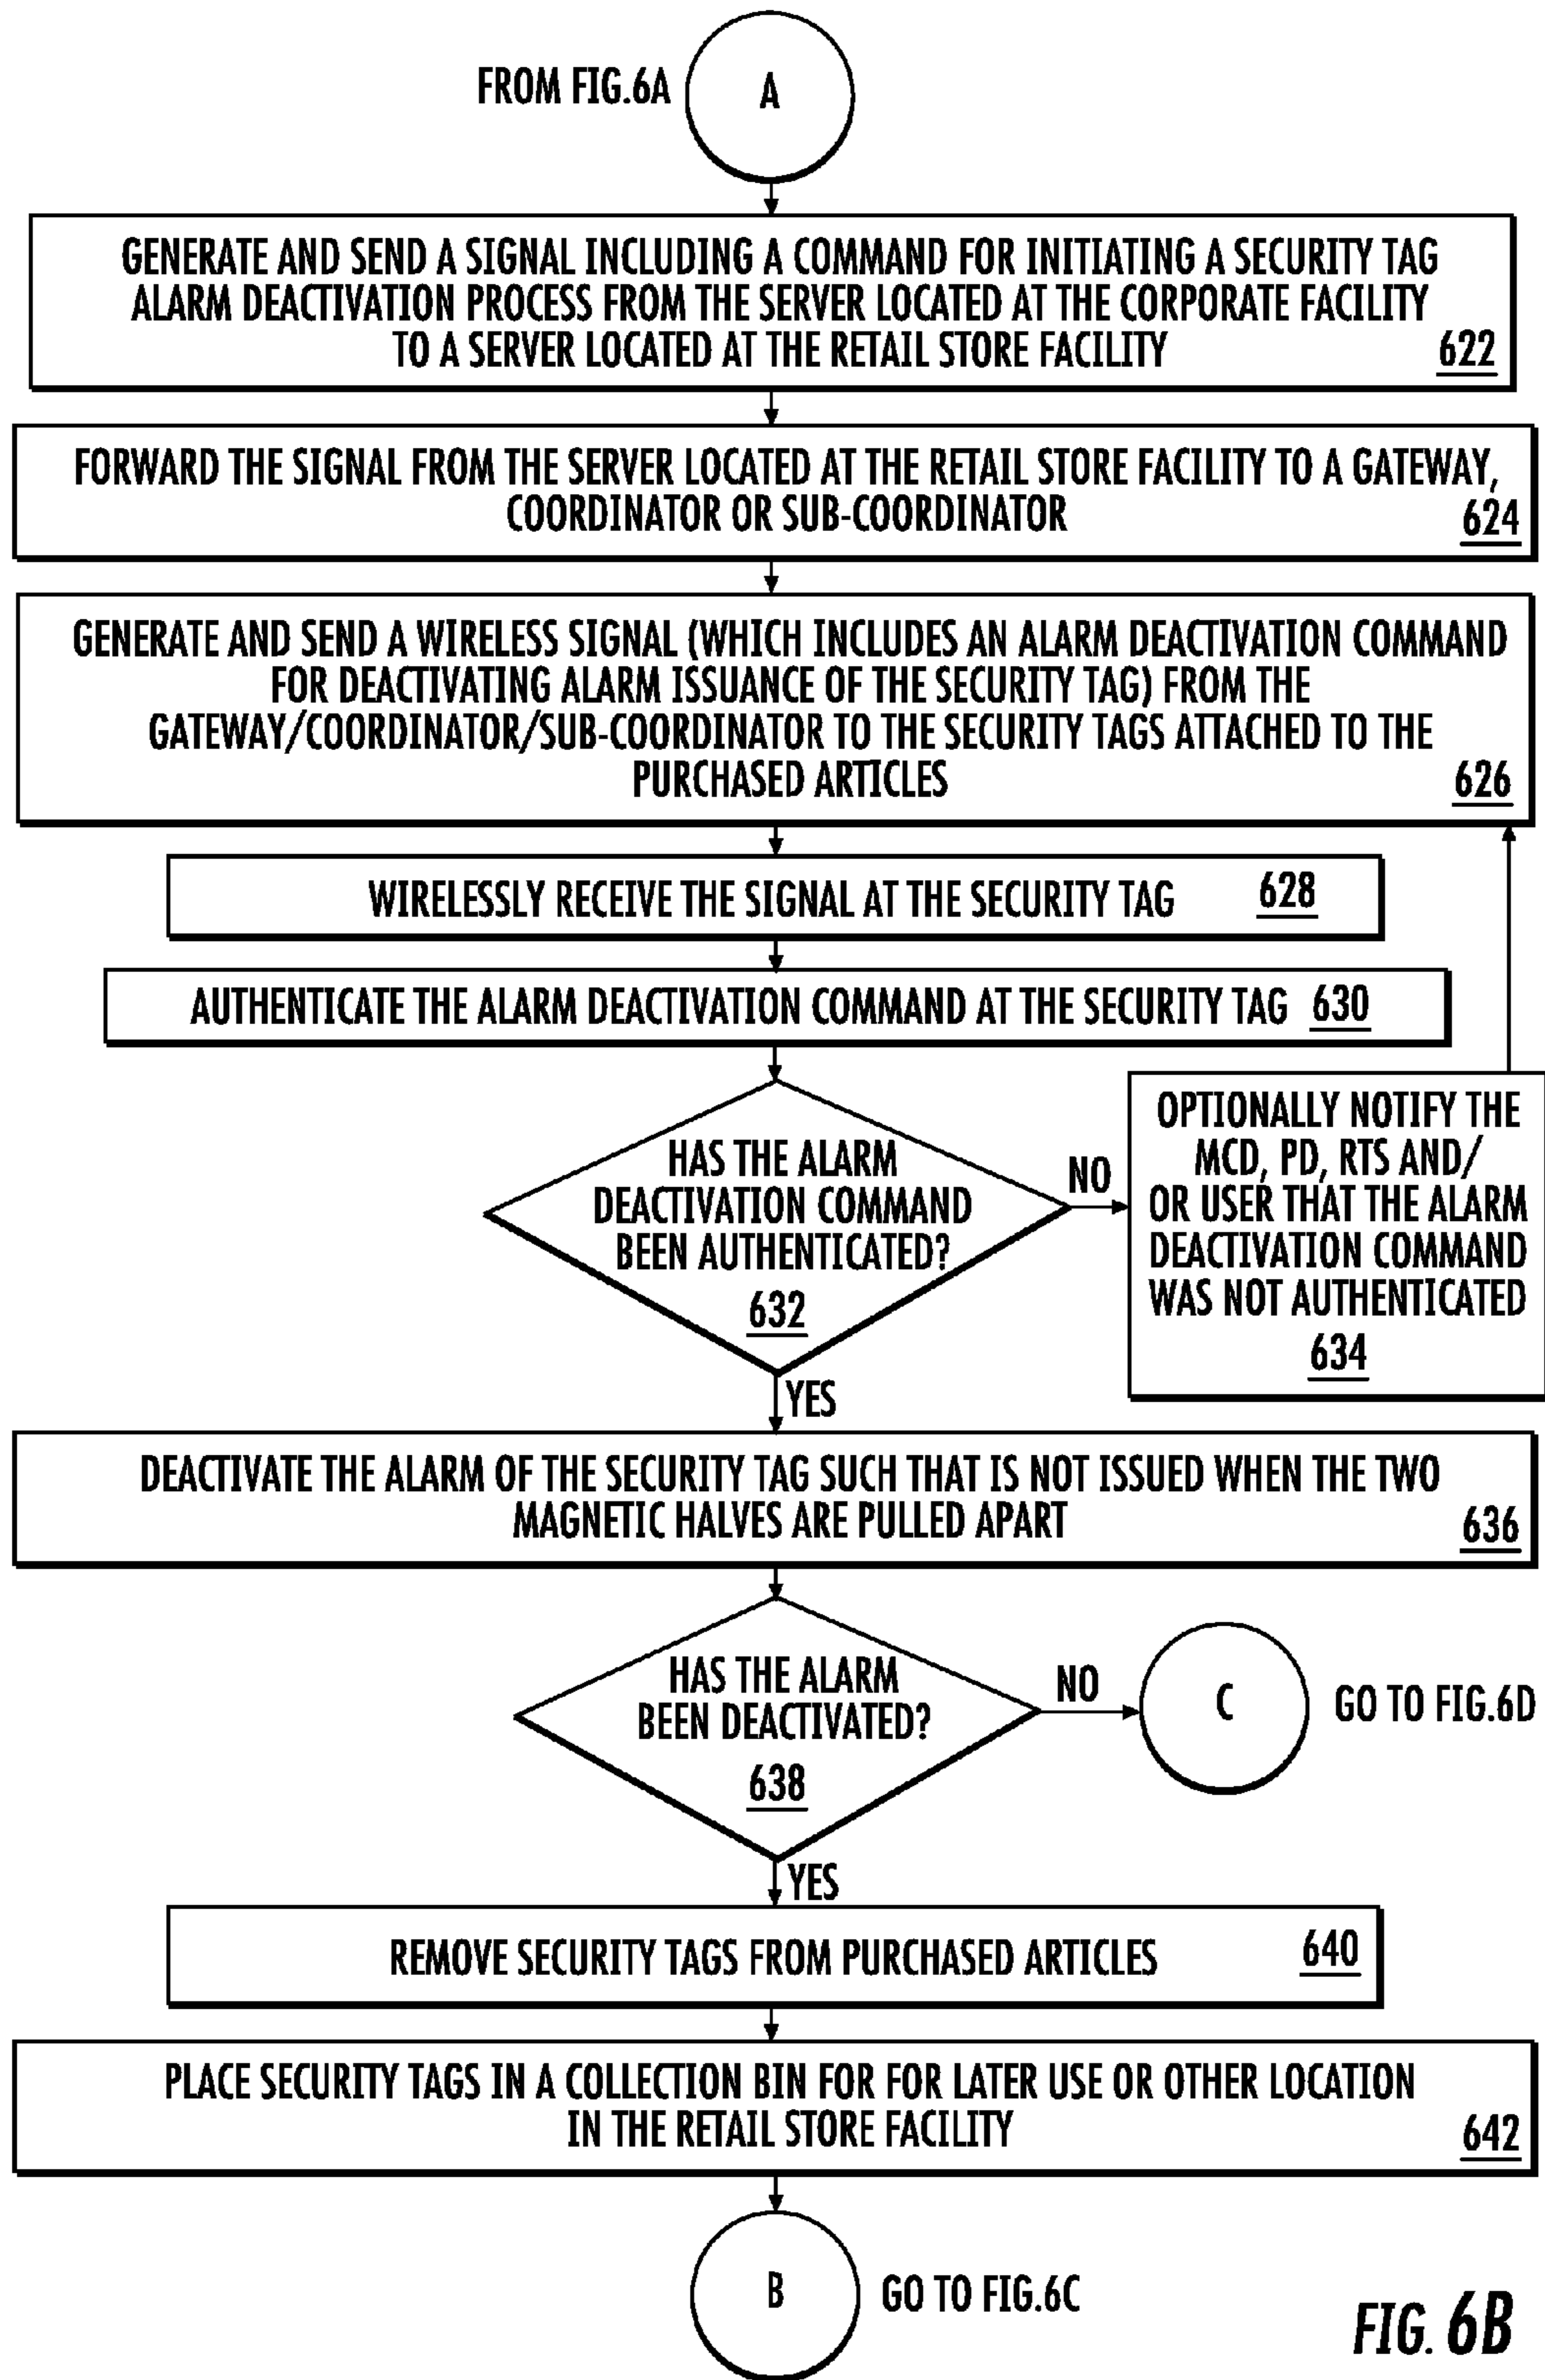 FROM FIG.6A
A
GENERATE AND SEND A SIGNAL INCLUDING A COMMAND FOR INITIATING A SECURITY TAG
ALARM DEACTIVATION PROCESS FROM THE SERVER LOCATED AT THE CORPORATE FACILITY
TO A SERVER LOCATED AT THE RETAIL STORE FACILITY
622
FORWARD THE SIGNAL FROM THE SERVER LOCATED AT THE RETAIL STORE FACILITY TO A GATEWAY,
COORDINATOR OR SUB-COORDINATOR
624
GENERATE AND SEND A WIRELESS SIGNAL (WHICH INCLUDES AN ALARM DEACTIVATION COMMAND
FOR DEACTIVATING ALARM ISSUANCE OF THE SECURITY TAG) FROM THE
GATEWAY/COORDINATOR/SUB-COORDINATOR TO THE SECURITY TAGS ATTACHED TO THE
PURCHASED ARTICLES
626
WIRELESSLY RECEIVE THE SIGNAL AT THE SECURITY TAG 628
AUTHENTICATE THE ALARM DEACTIVATION COMMAND AT THE SECURITY TAG 630
HAS THE ALARM
DEACTIVATION COMMAND
BEEN AUTHENTICATED?
632
NO
OPTIONALLY NOTIFY THE
MCD, PD, RTS AND/
OR USER THAT THE ALARM
DEACTIVATION COMMAND
WAS NOT AUTHENTICATED
634
YES
DEACTIVATE THE ALARM OF THE SECURITY TAG SUCH THAT IS NOT ISSUED WHEN THE TWO
MAGNETIC HALVES ARE PULLED APART
636
HAS THE ALARM
BEEN DEACTIVATED?
638
NO
C
GO TO FIG.6D
YES
REMOVE SECURITY TAGS FROM PURCHASED ARTICLES 640
PLACE SECURITY TAGS IN A COLLECTION BIN FOR FOR LATER USE OR OTHER LOCATION
IN THE RETAIL STORE FACILITY
642
B
GO TO FIG.6C
FIG. 6B